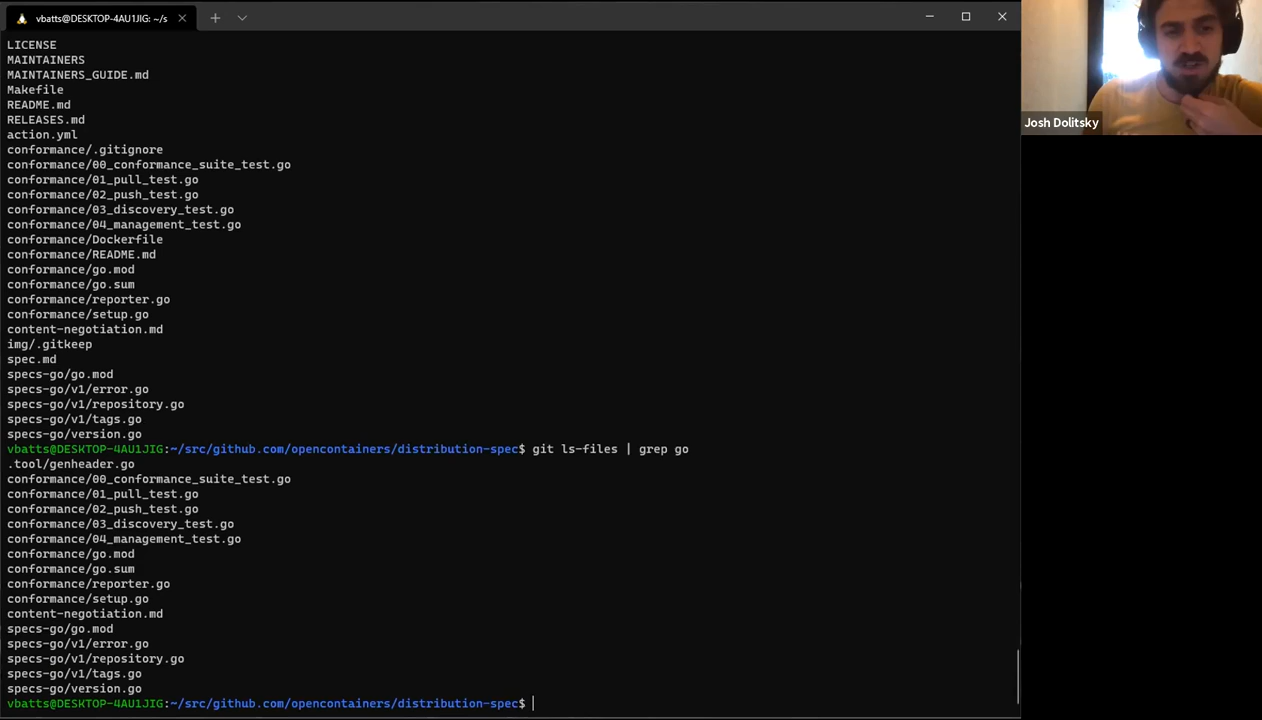 vbatts@DESKTOP-4AU1JIG: ~/s
LICENSE
MAINTAINERS
MAINTAINERS_GUIDE.md
Makefile
README.md
RELEASES.md
action.yml
conformance/.gitignore
conformance/00_conformance_suite_test.go
conformance/01_pull_test.go
conformance/02_push_test.go
conformance/03_discovery_test.go
conformance/04_management_test.go
conformance/Dockerfile
conformance/README.md
conformance/go.mod
conformance/go.sum
conformance/reporter.go
conformance/setup.go
content-negotiation.md
img/.gitkeep
spec.md
specs-go/go.mod
specs-go/v1/error.go
specs-go/v1/repository.go
specs-go/v1/tags.go
specs-go/version.go
vbatts@DESKTOP-4AU1JIG:~/src/github.com/opencontainers/distribution-spec$ git ls-files | grep go
.tool/genheader.go
conformance/00_conformance_suite_test.go
conformance/01_pull_test.go
conformance/02_push_test.go
conformance/03_discovery_test.go
conformance/04_management_test.go
conformance/go.mod
conformance/go.sum
conformance/reporter.go
conformance/setup.go
content-negotiation.md
specs-go/go.mod
specs-go/v1/error.go
specs-go/v1/repository.go
specs-go/v1/tags.go
specs-go/version.go
vbatts@DESKTOP-4AU1JIG:~/src/github.com/opencontainers/distribution-spec$
Josh Dolitsky